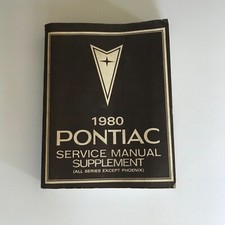 1980
PONTIAC
SERVICE MANUAL
SUPPLEMENT
(ALL SERIES EXCEPT PHOENIX)